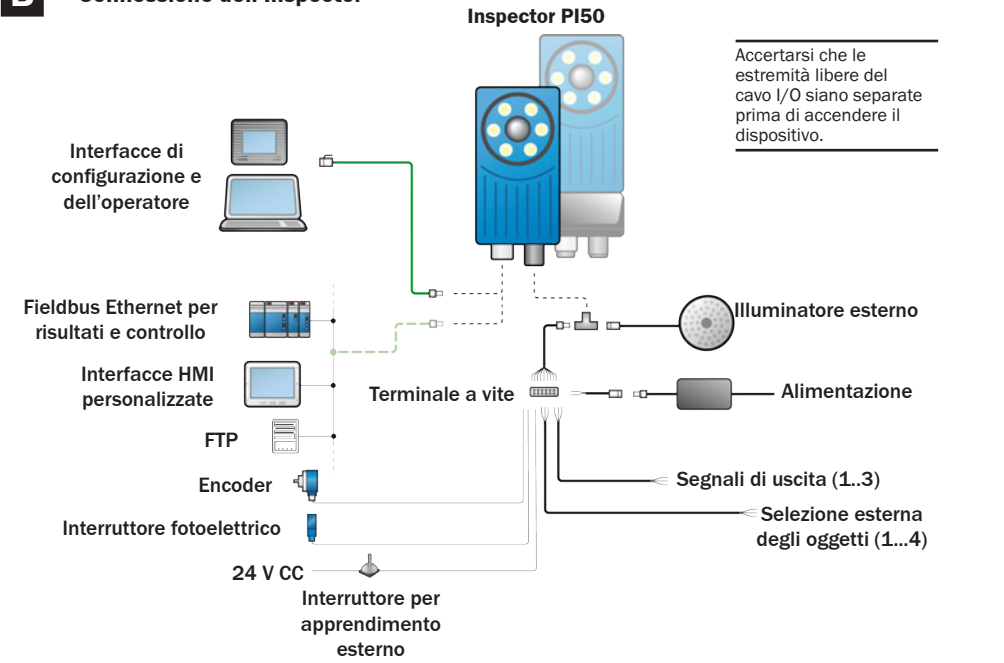 Inspector PI50
Accertarsi che le
estremità libere del
cavo I/O siano separate
prima di accendere il
dispositivo.
Interfacce di
configurazione e
dell'operatore
Fieldbus Ethernet per
risultati e controllo
Illuminatore esterno
Interfacce HMI
personalizzate
Terminale a vite
Alimentazione
FTP
Encoder
Segnali di uscita (1..3)
Interruttore fotoelettrico
Selezione esterna
degli oggetti (1...4)
24 V CC
Interruttore per
apprendimento
esterno